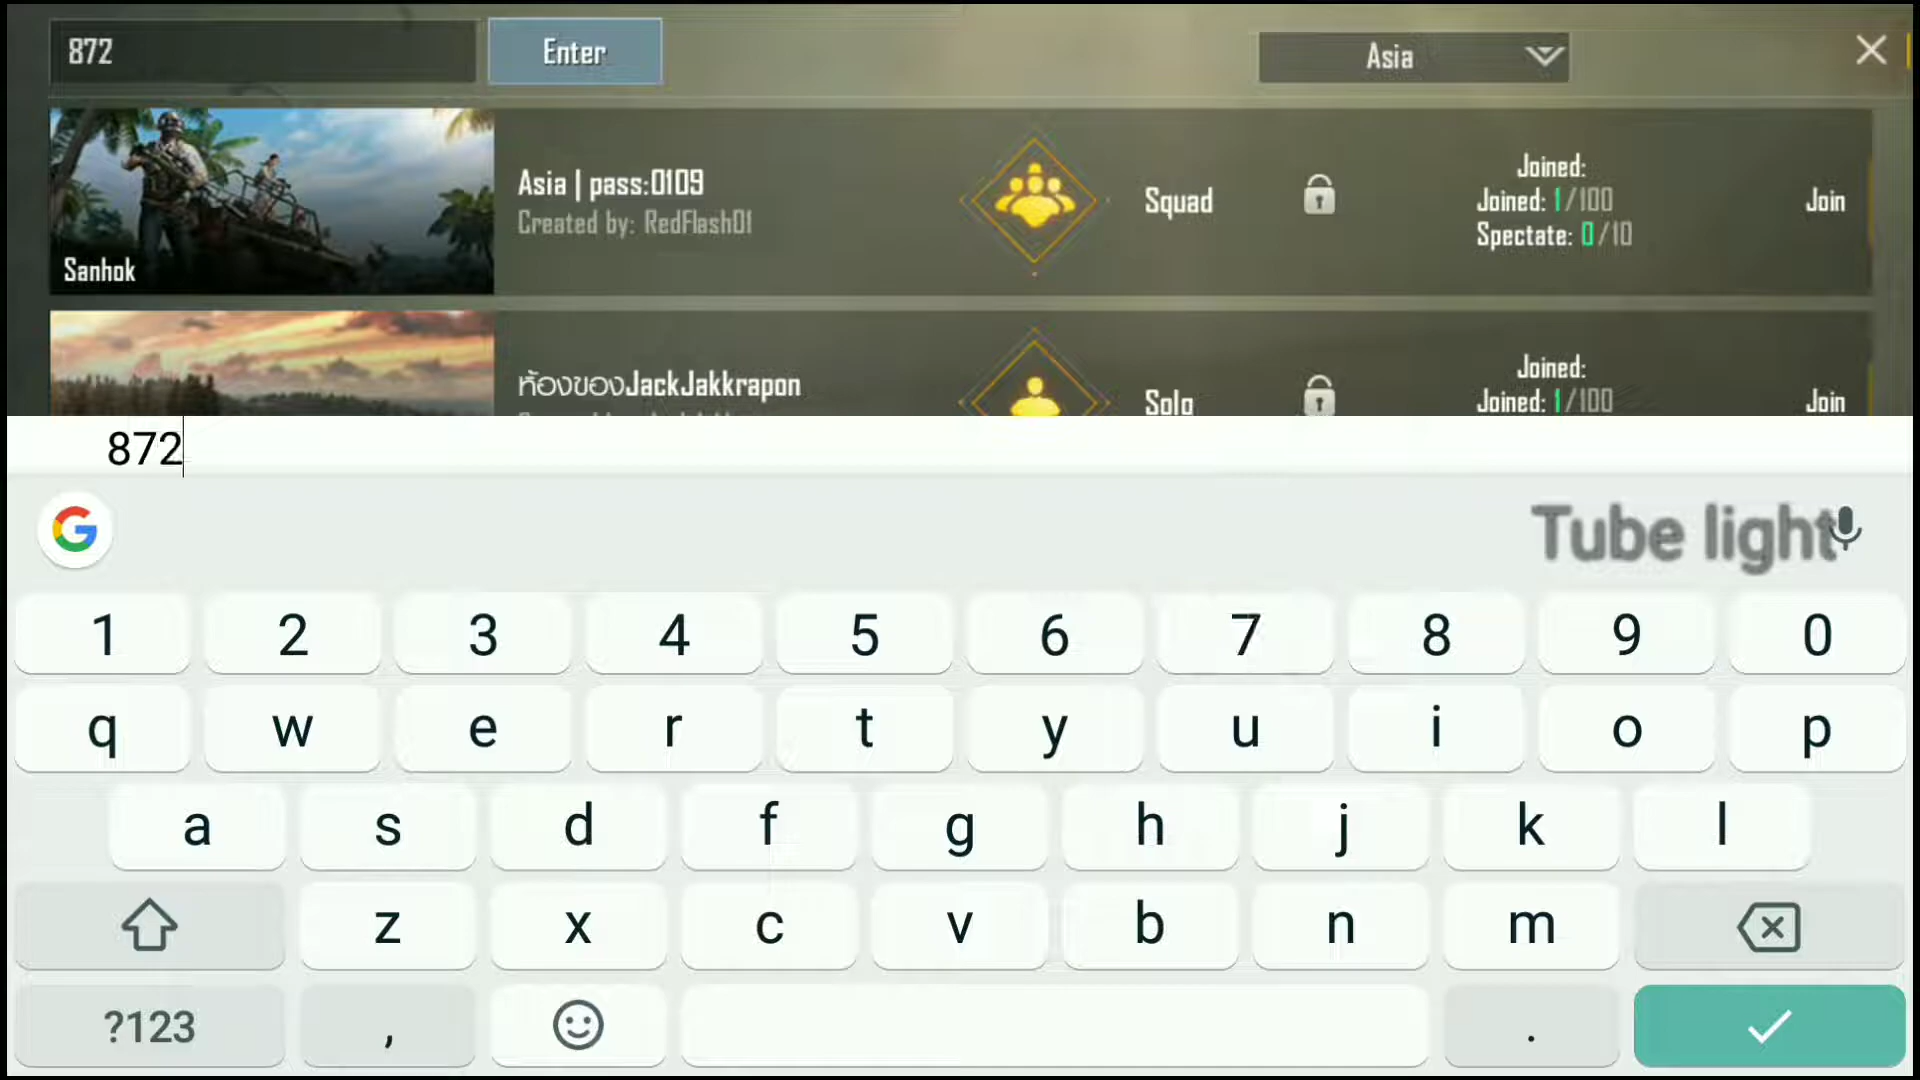 872
Enter
Asia
Asia | pass:0109
Created by: RedFlash01
Squad
Joined:
Joined: 1/100
Spectate: 0/10
Join
Sanhok
ห้องของJackJakkrapon
Solo
Joined:
Joined: 1/100
Join
872
Tube light
1 2 3 4 5 6 7 8 9 0
q w e r t y u i o p
a s d f g h j k l
z x c v b n m
?123 , .